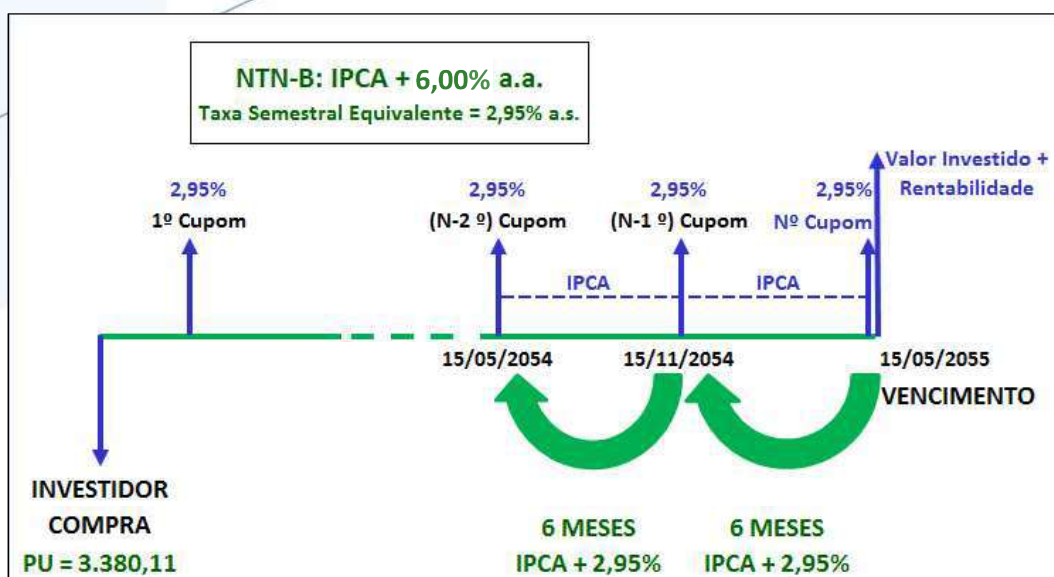 NTN-B: IPCA + 6,00% a.a.
Taxa Semestral Equivalente = 2,95% a.s.
Valor Investido +
Rentabilidade
2,95%
1º Cupom
2,95%
(N-2 º) Cupom
2,95%
(N-1 º) Cupom
2,95%
Nº Cupom
IPCA
IPCA
15/05/2054
15/11/2054
15/05/2055
VENCIMENTO
INVESTIDOR
COMPRA
PU = 3.380,11
6 MESES
IPCA + 2,95%
6 MESES
IPCA + 2,95%